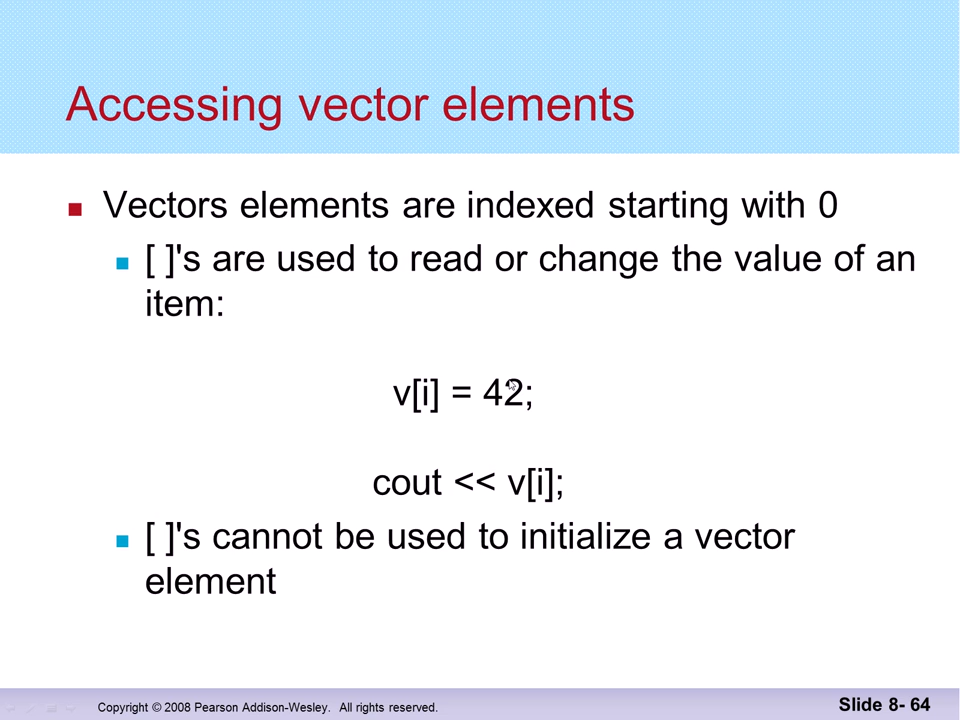 Accessing vector elements
Vectors elements are indexed starting with 0
[ ]'s are used to read or change the value of an
item:
v[i] = 42;
cout << v[i];
[ ]'s cannot be used to initialize a vector
element
Copyright © 2008 Pearson Addison-Wesley. All rights reserved.
Slide 8- 64